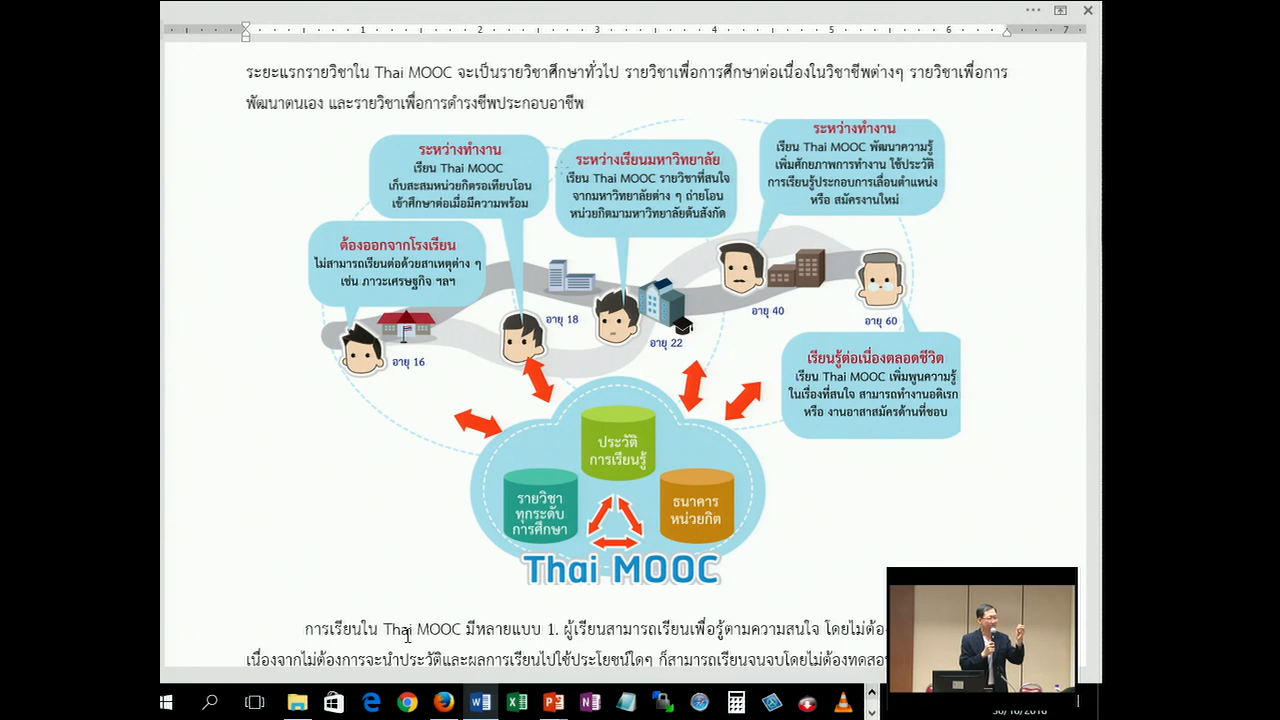 1 2 3 4 5 6 7
ระยะแรกรายวิชาใน Thai MOOC จะเป็นรายวิชาศึกษาทั่วไป รายวิชาเพื่อการศึกษาต่อเนื่องในวิชาชีพต่างๆ รายวิชาเพื่อการ
พัฒนาตนเอง และรายวิชาเพื่อการดำรงชีพประกอบอาชีพ
ต้องออกจากโรงเรียน
ไม่สามารถเรียนต่อด้วยสาเหตุต่าง ๆ
เช่น ภาวะเศรษฐกิจ ฯลฯ
อายุ 16
ระหว่างทำงาน
เรียน Thai MOOC
เก็บสะสมหน่วยกิตรอเทียบโอน
เข้าศึกษาต่อเมื่อมีความพร้อม
อายุ 18
ระหว่างเรียนมหาวิทยาลัย
เรียน Thai MOOC รายวิชาที่สนใจ
จากมหาวิทยาลัยต่าง ๆ ถ่ายโอน
หน่วยกิตมามหาวิทยาลัยต้นสังกัด
อายุ 22
ระหว่างทำงาน
เรียน Thai MOOC พัฒนาความรู้
เพิ่มศักยภาพการทำงาน ใช้ประวัติ
การเรียนรู้ประกอบการเลื่อนตำแหน่ง
หรือ สมัครงานใหม่
อายุ 40
อายุ 60
เรียนรู้ต่อเนื่องตลอดชีวิต
เรียน Thai MOOC เพิ่มพูนความรู้
ในเรื่องที่สนใจ สามารถทำงานอดิเรก
หรือ งานอาสาสมัครด้านที่ชอบ
ประวัติ
การเรียนรู้
รายวิชา
ทุกระดับ
การศึกษา
ธนาคาร
หน่วยกิต
Thai MOOC
การเรียนใน Thai MOOC มีหลายแบบ 1. ผู้เรียนสามารถเรียนเพื่อรู้ตามความสนใจ โดยไม่ต้อง
เนื่องจากไม่ต้องการจะนำประวัติและผลการเรียนไปใช้ประโยชน์ใดๆ ก็สามารถเรียนจนจบโดยไม่ต้องทดสอบ